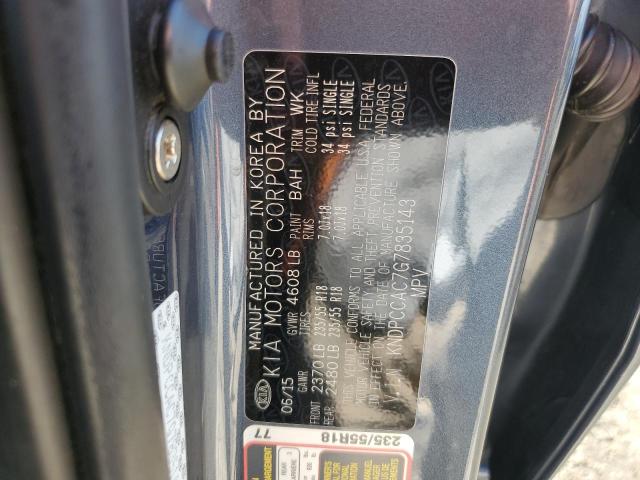 MANUFACTURED IN KOREA BY
KIA KIA MOTORS CORPORATION
06/15 GVWR 4608 LB PAINT BAH TRIM WK
GAWR TIRES RIMS COLD TIRE INFL
FRONT 2370 LB 235/55 R18 7.0Jx18 34 psi SINGLE
REAR 2480 LB 235/55 R18 7.0Jx18 34 psi SINGLE
THIS VEHICLE CONFORMS TO ALL APPLICABLE U.S.A. FEDERAL
MOTOR VEHICLE SAFETY AND THEFT PREVENTION STANDARDS
IN EFFECT ON THE DATE OF MANUFACTURE SHOWN ABOVE.
V.I.N: KNDPCCAC7G7835143
MPV
235/55R18
77